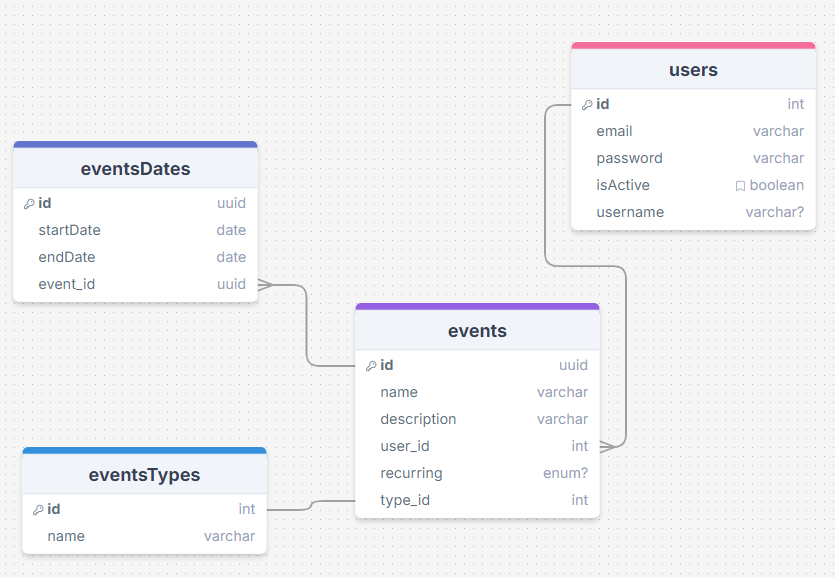 users
id int
email varchar
password varchar
isActive boolean
username varchar?
eventsDates
id uuid
startDate date
endDate date
event_id uuid
events
id uuid
name varchar
description varchar
user_id int
recurring enum?
type_id int
eventsTypes
id int
name varchar